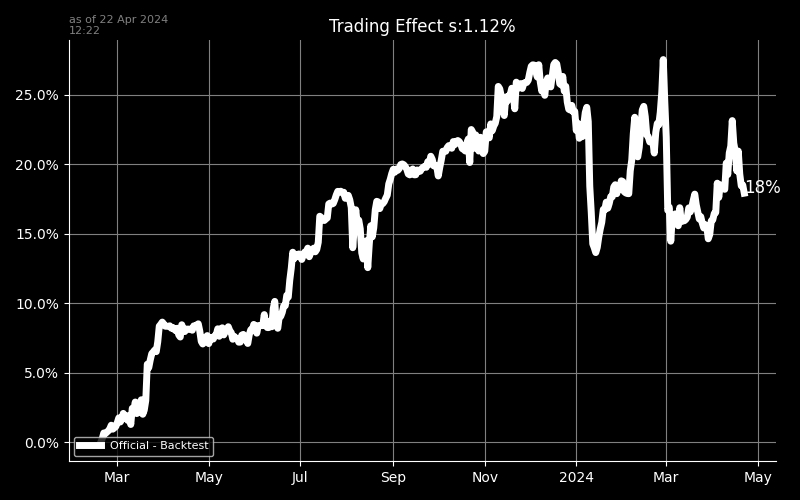 as of 22 Apr 2024
12:22
Trading Effect s:1.12%
25.0%
20.0%
15.0%
10.0%
5.0%
0.0%
18%
Official - Backtest
Mar May Jul Sep Nov 2024 Mar May